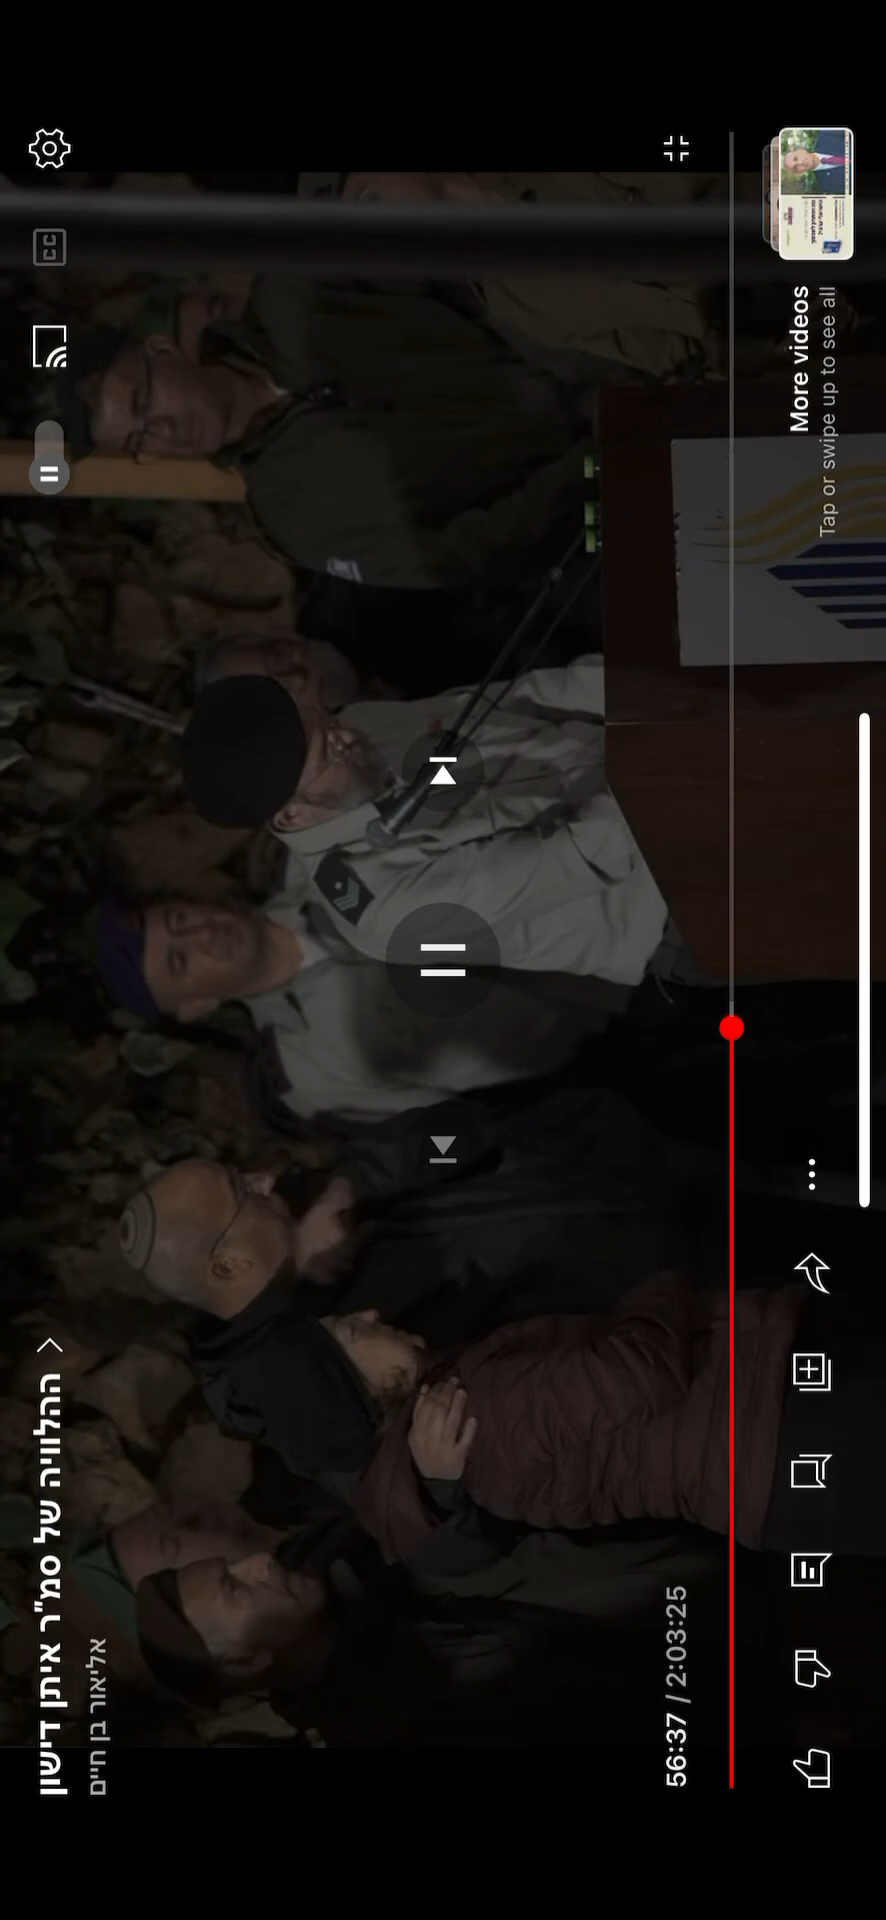 ההלוויה של סמ"ר איתן דישון
אליאור בן חיים
CC
56:37 / 2:03:25
More videos
Tap or swipe up to see all